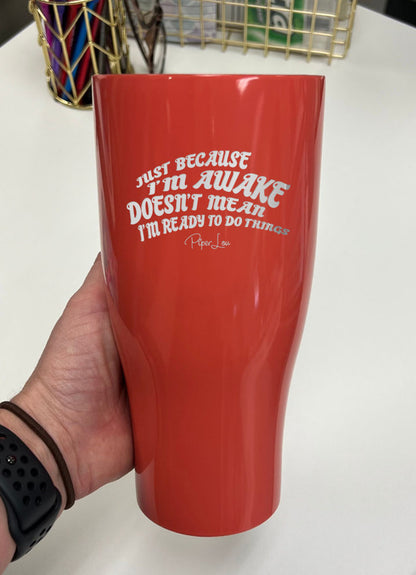 JUST BECAUSE
I'M AWAKE
DOESN'T MEAN
I'M READY TO DO THINGS
Piper Lou